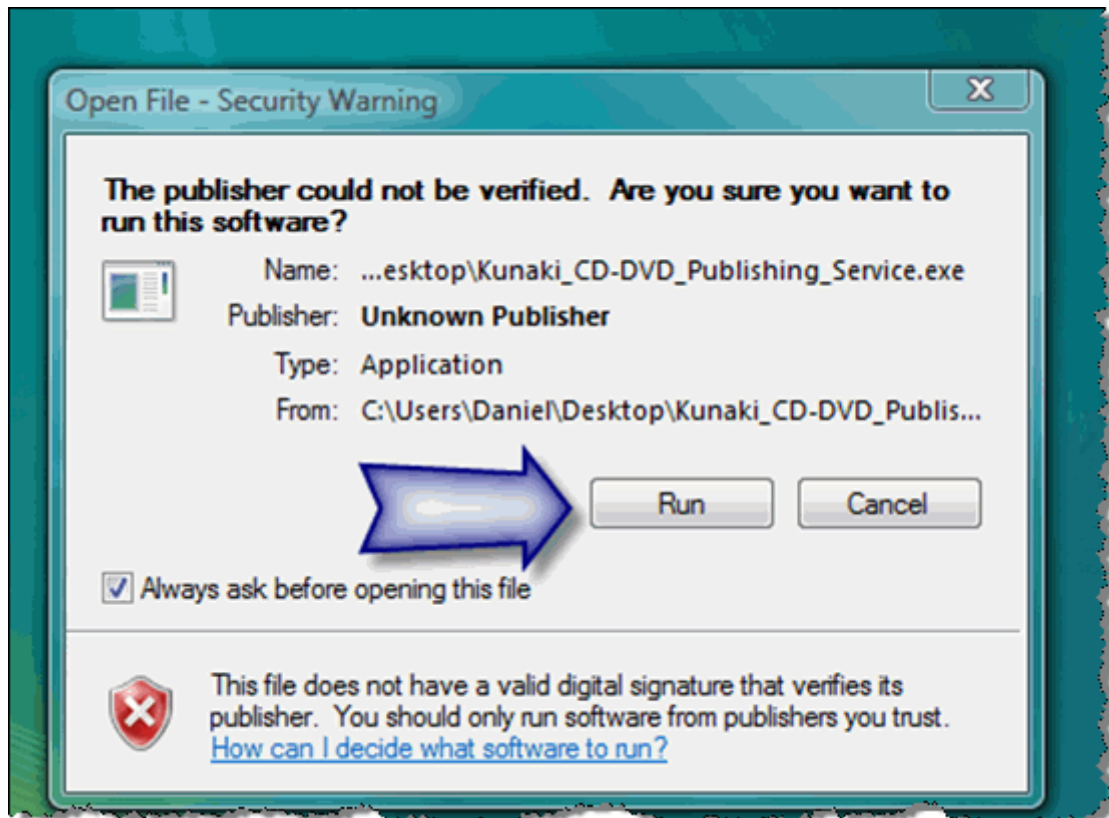 Open File - Security Warning
The publisher could not be verified. Are you sure you want to
run this software?
Name: ...esktop\Kunaki_CD-DVD_Publishing_Service.exe
Publisher: Unknown Publisher
Type: Application
From: C:\Users\Daniel\Desktop\Kunaki_CD-DVD_Publis...
Run Cancel
Always ask before opening this file
This file does not have a valid digital signature that verifies its
publisher. You should only run software from publishers you trust.
How can I decide what software to run?